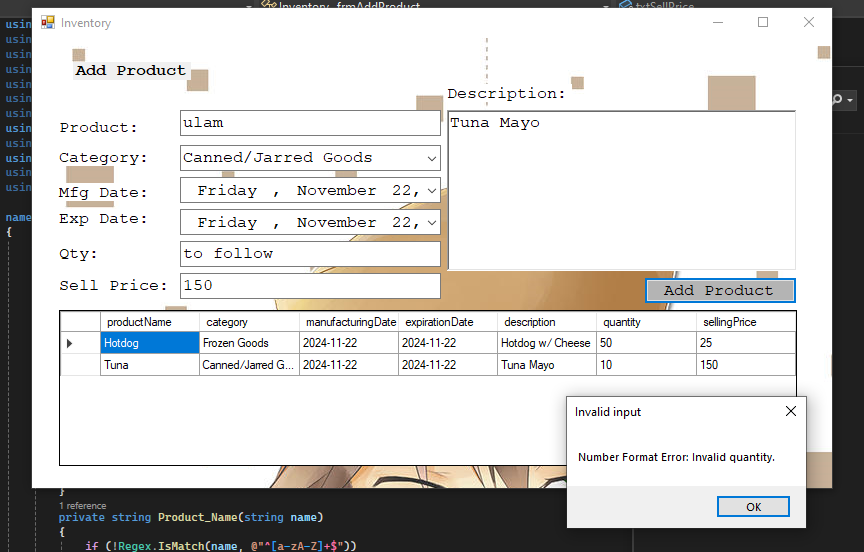 Inventory_frmAddProduct
txtSellPrice
Inventory
Add Product
Description:
Product:
ulam
Tuna Mayo
Category:
Canned/Jarred Goods
Mfg Date:
Friday , November 22,
Exp Date:
Friday , November 22,
Qty:
to follow
Sell Price:
150
Add Product
productName category manufacturingDate expirationDate description quantity sellingPrice
Hotdog Frozen Goods 2024-11-22 2024-11-22 Hotdog w/ Cheese 50 25
Tuna Canned/Jarred G... 2024-11-22 2024-11-22 Tuna Mayo 10 150
Invalid input
Number Format Error: Invalid quantity.
OK
usin
usin
usin
usin
usin
usin
usin
usin
usin
usin
usin
usin
name
{
}
1 reference
private string Product_Name(string name)
{
if (!Regex.IsMatch(name, @"^[a-zA-Z]+$"))